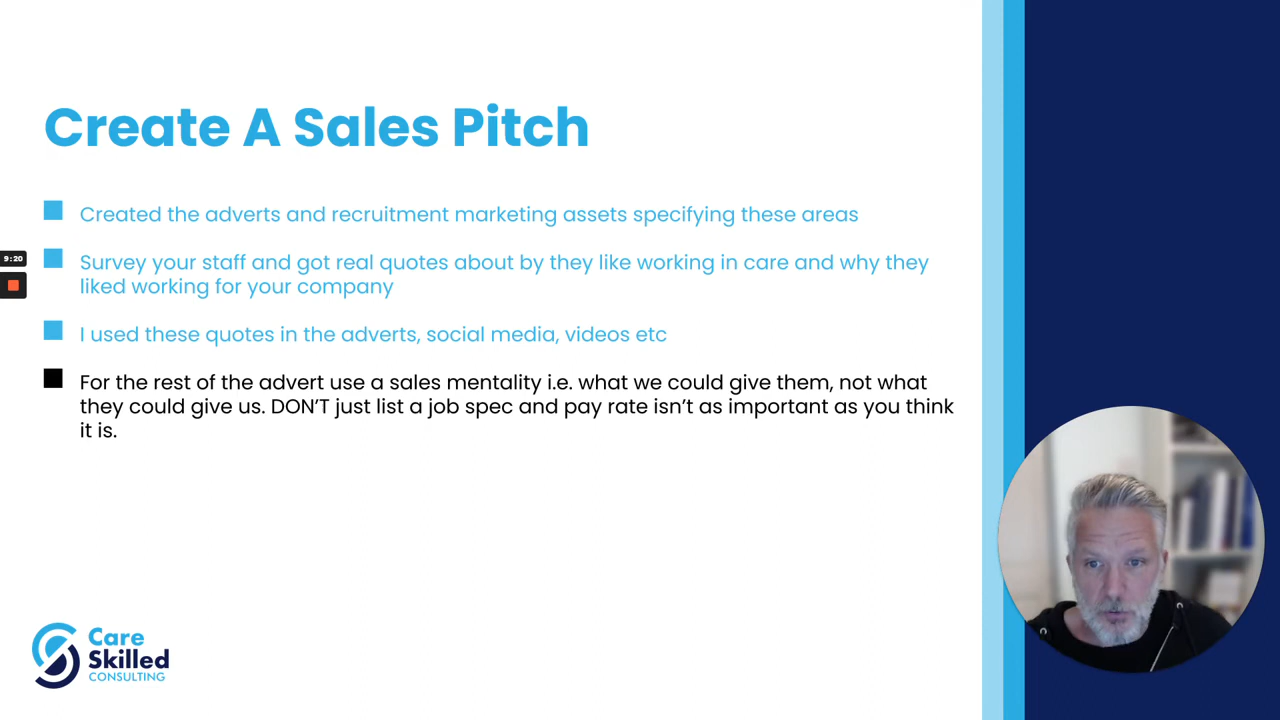 Create A Sales Pitch
Created the adverts and recruitment marketing assets specifying these areas
Survey your staff and got real quotes about by they like working in care and why they
liked working for your company
9:20
I used these quotes in the adverts, social media, videos etc
For the rest of the advert use a sales mentality i.e. what we could give them, not what
they could give us. DON'T just list a job spec and pay rate isn't as important as you think
it is.
Care
Skilled
CONSULTING